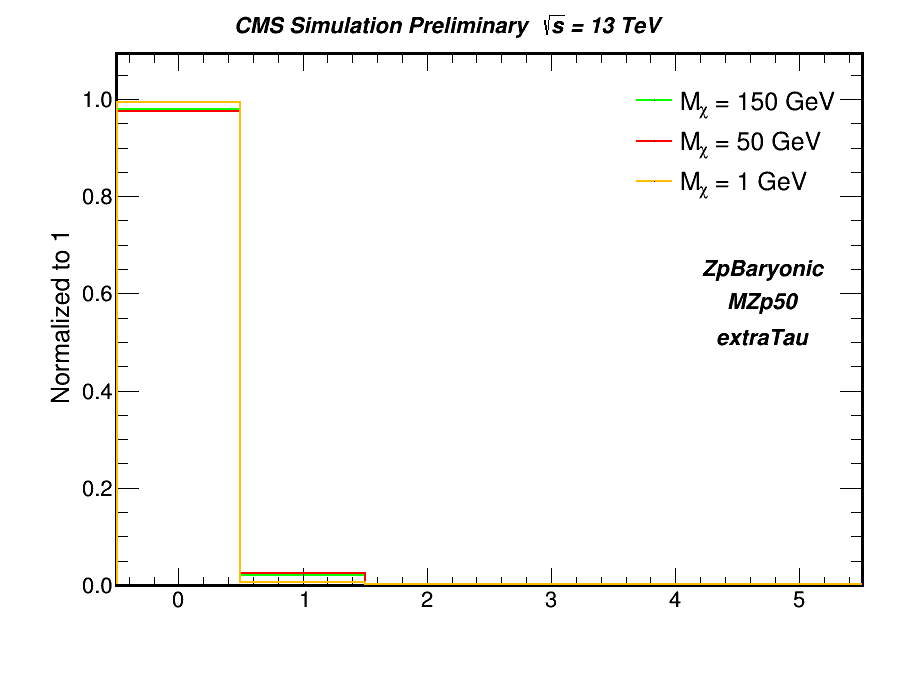 CMS Simulation Preliminary √s = 13 TeV
Normalized to 1
1.0
0.8
0.6
0.4
0.2
0.0
0 1 2 3 4 5
Mχ = 150 GeV
Mχ = 50 GeV
Mχ = 1 GeV
ZpBaryonic
MZp50
extraTau